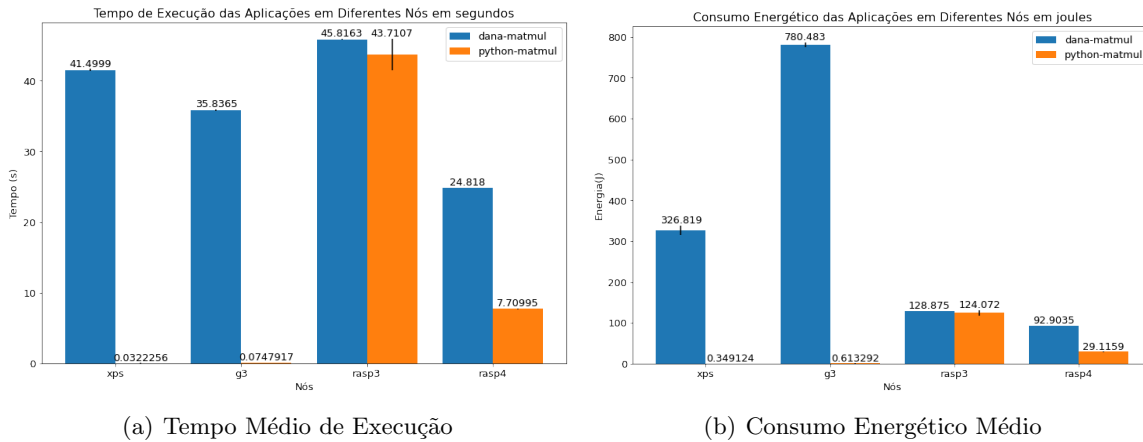 Tempo de Execução das Aplicações em Diferentes Nós em segundos
45.8163
43.7107
dana-matmul
python-matmul
41.4999
40
35.8365
30
24.818
20
Tempo (s)
10
7.70995
0.0322256
0.0747917
0
xps
g3
rasp3
rasp4
Nós
(a) Tempo Médio de Execução
Consumo Energético das Aplicações em Diferentes Nós em joules
800
780.483
dana-matmul
python-matmul
700
600
500
Energia(J)
400
326.819
300
200
128.875
124.072
100
92.9035
29.1159
0.349124
0.613292
0
xps
g3
rasp3
rasp4
Nós
(b) Consumo Energético Médio